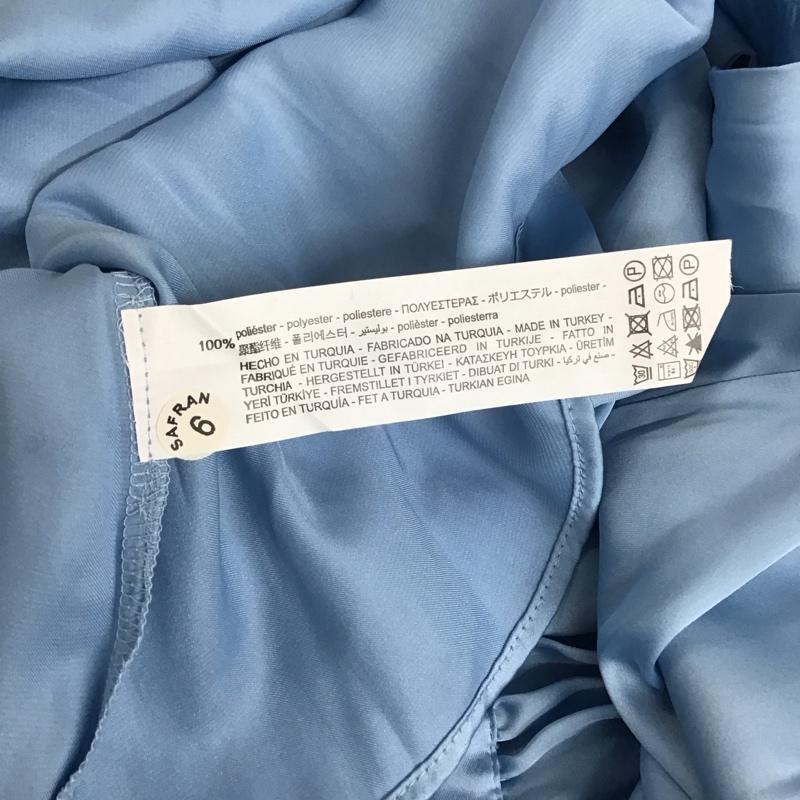 100% poliéster - polyester - poliestere - ΠΟΛΥΕΣΤΕΡΑΣ - ポリエステル - poliester -
聚酯纤维 - 폴리에스터 - بوليستير - polièster - poliesterra
HECHO EN TURQUIA - FABRICADO NA TURQUIA - MADE IN TURKEY -
FABRIQUÉ EN TURQUIE - GEFABRICEERD IN TURKIJE - FATTO IN
TURCHIA - HERGESTELLT IN TÜRKEI - ΚΑΤΑΣΚΕΥΗ ΤΟΥΡΚΙΑ - ÜRETİM
YERİ TÜRKİYE - FREMSTILLET I TYRKIET - DIBUAT DI TURKI - صنع في تركيا -
FEITO EN TURQUÍA - FET A TURQUIA - TURKIAN EGINA
SAFRAN
6
P
P